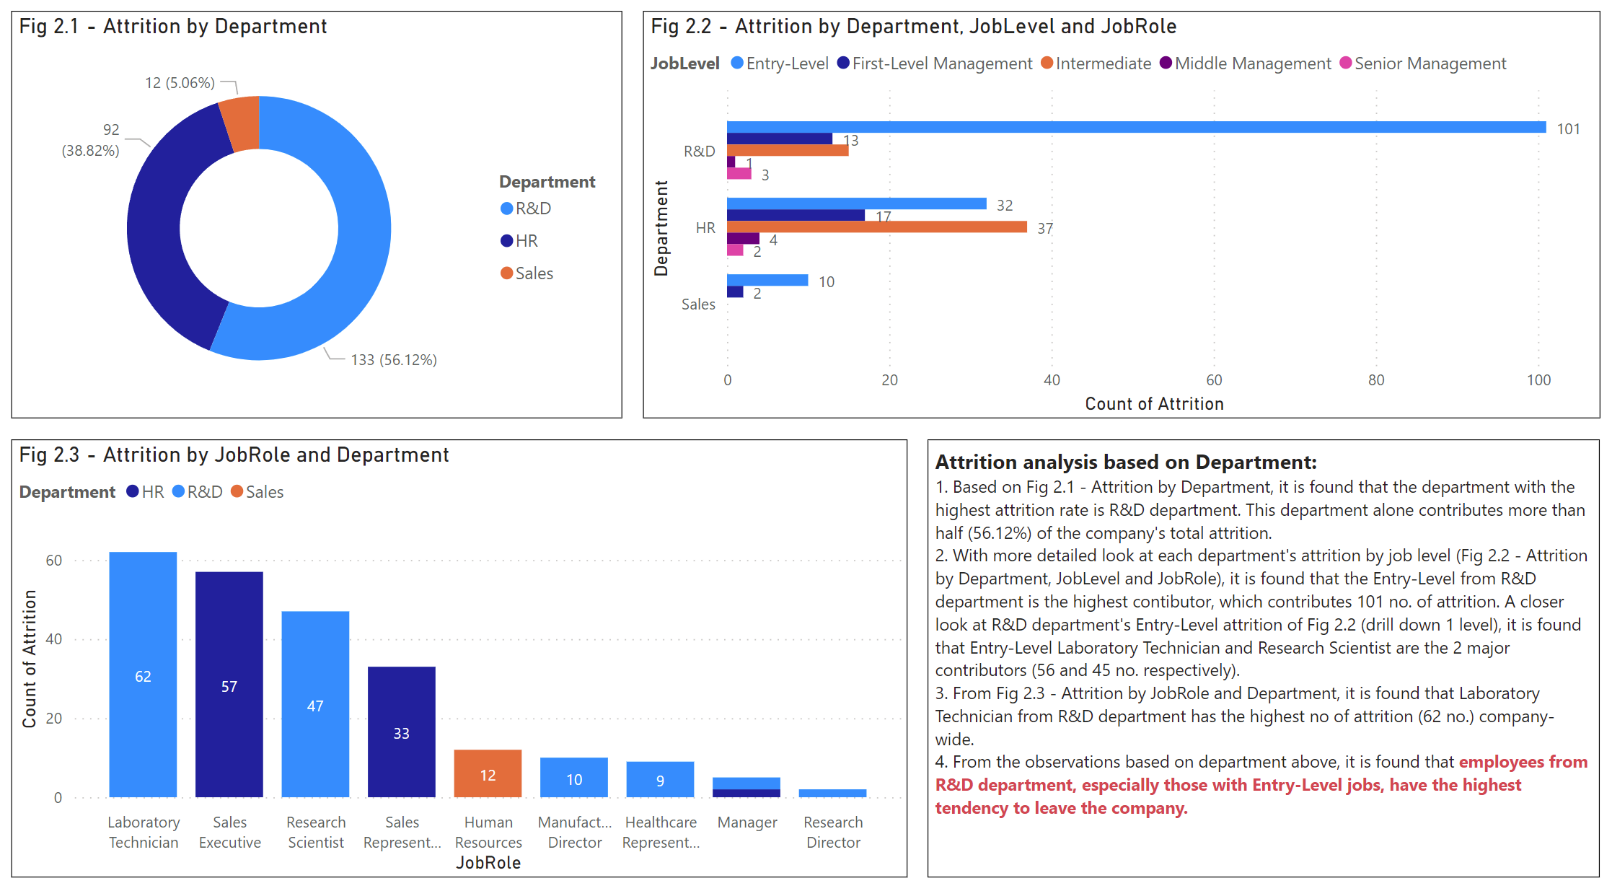 Fig 2.1 - Attrition by Department
12 (5.06%)
92
(38.82%)
133 (56.12%)
Department
R&D
HR
Sales
Fig 2.2 - Attrition by Department, JobLevel and JobRole
JobLevel Entry-Level First-Level Management Intermediate Middle Management Senior Management
Department
R&D
101
13
1
3
HR
32
17
37
4
2
Sales
10
2
0 20 40 60 80 100
Count of Attrition
Fig 2.3 - Attrition by JobRole and Department
Department HR R&D Sales
Count of Attrition
60
40
20
0
62
57
47
33
12
10
9
Laboratory
Technician
Sales
Executive
Research
Scientist
Sales
Represent...
Human
Resources
Manufact...
Director
Healthcare
Represent...
Manager
Research
Director
JobRole
Attrition analysis based on Department:
1. Based on Fig 2.1 - Attrition by Department, it is found that the department with the
highest attrition rate is R&D department. This department alone contributes more than
half (56.12%) of the company's total attrition.
2. With more detailed look at each department's attrition by job level (Fig 2.2 - Attrition
by Department, JobLevel and JobRole), it is found that the Entry-Level from R&D
department is the highest contibutor, which contributes 101 no. of attrition. A closer
look at R&D department's Entry-Level attrition of Fig 2.2 (drill down 1 level), it is found
that Entry-Level Laboratory Technician and Research Scientist are the 2 major
contributors (56 and 45 no. respectively).
3. From Fig 2.3 - Attrition by JobRole and Department, it is found that Laboratory
Technician from R&D department has the highest no of attrition (62 no.) company-
wide.
4. From the observations based on department above, it is found that employees from
R&D department, especially those with Entry-Level jobs, have the highest
tendency to leave the company.